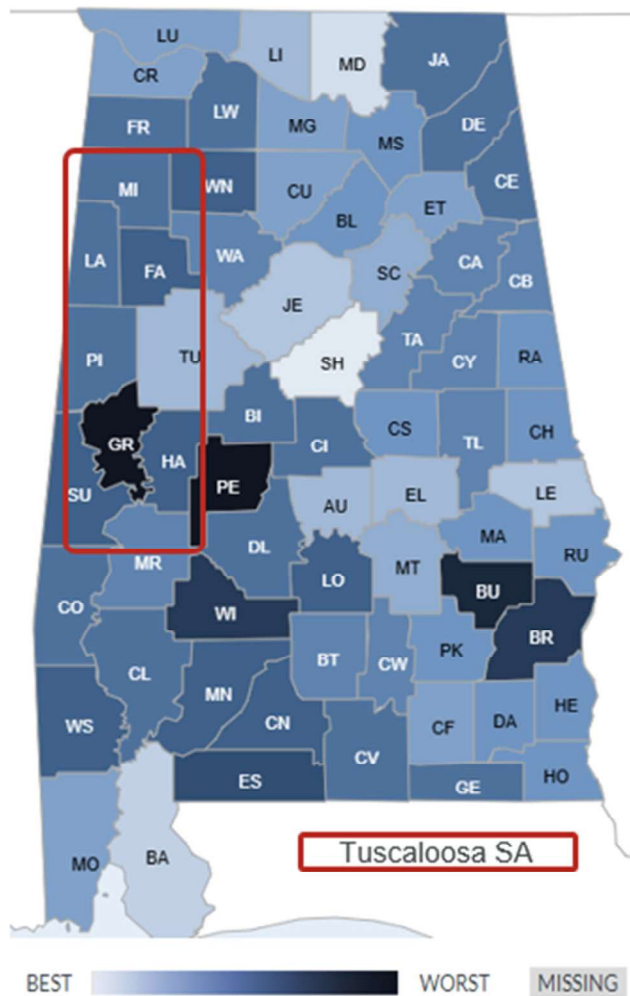 LU
LI
MD
JA
CR
LW
FR
MG
MS
DE
MI
WN
CU
BL
ET
CE
LA
FA
WA
SC
CA
CB
JE
TU
PI
SH
TA
CY
RA
BI
GR
HA
CI
CS
TL
CH
SU
PE
AU
EL
LE
MR
DL
LO
MT
MA
RU
CO
WI
BU
BR
CL
BT
CW
PK
MN
WS
CN
CV
CF
DA
HE
ES
GE
HO
MO
BA
Tuscaloosa SA
BEST WORST MISSING